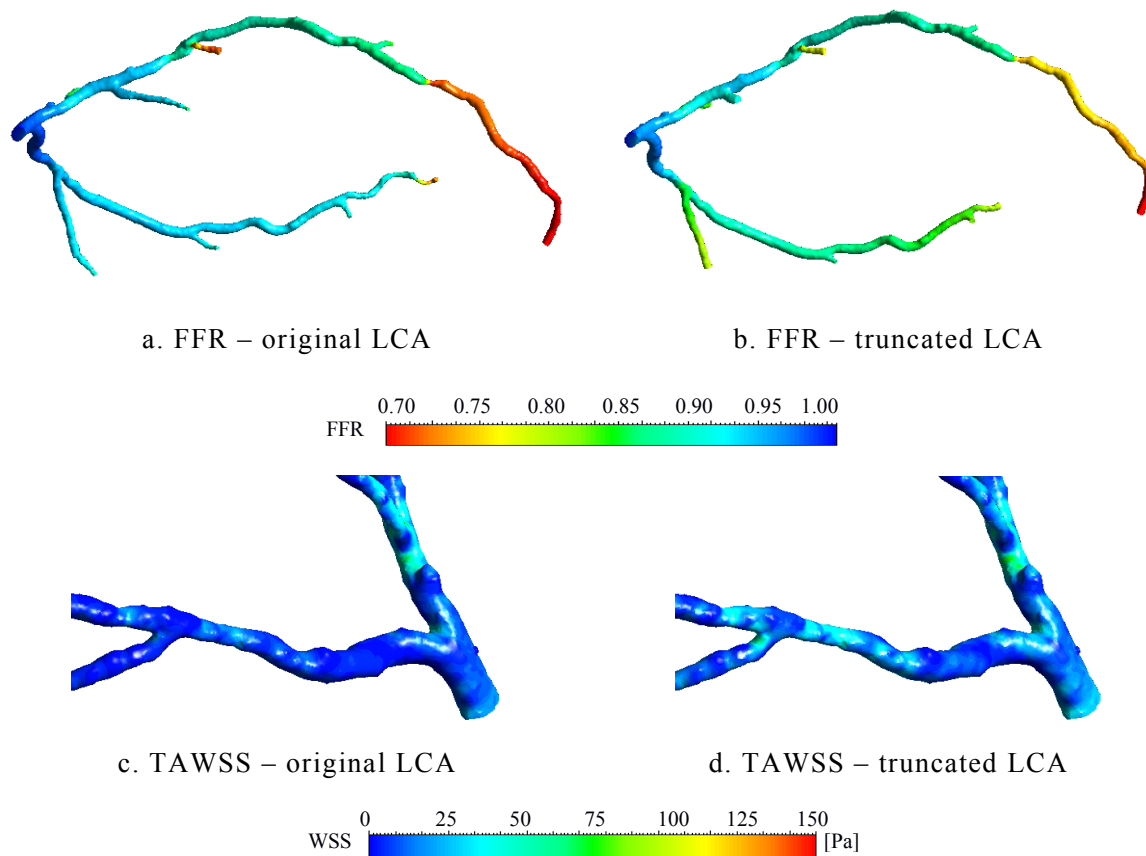 a. FFR – original LCA
b. FFR – truncated LCA
0.70 0.75 0.80 0.85 0.90 0.95 1.00
FFR
c. TAWSS – original LCA
d. TAWSS – truncated LCA
0 25 50 75 100 125 150
WSS [Pa]